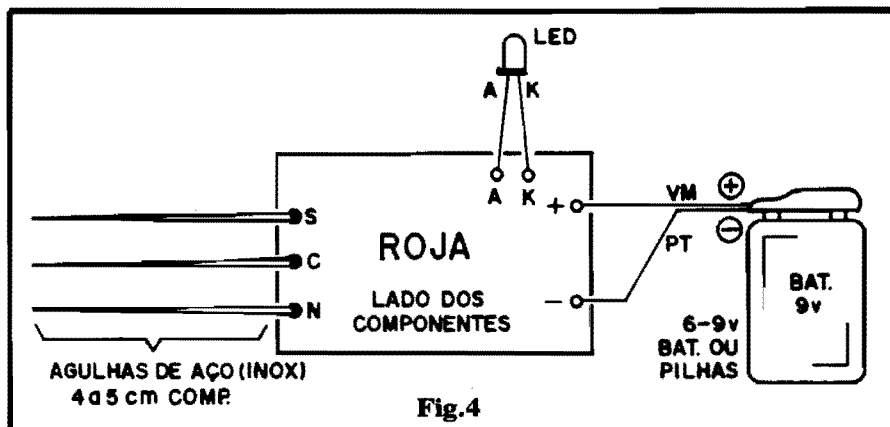 LED
A K
A K
S
C
N
ROJA
LADO DOS
COMPONENTES
+
−
VM
PT
+
−
BAT.
9v
6-9v
BAT. OU
PILHAS
AGULHAS DE AÇO (INOX)
4 a 5 cm COMP.
Fig.4